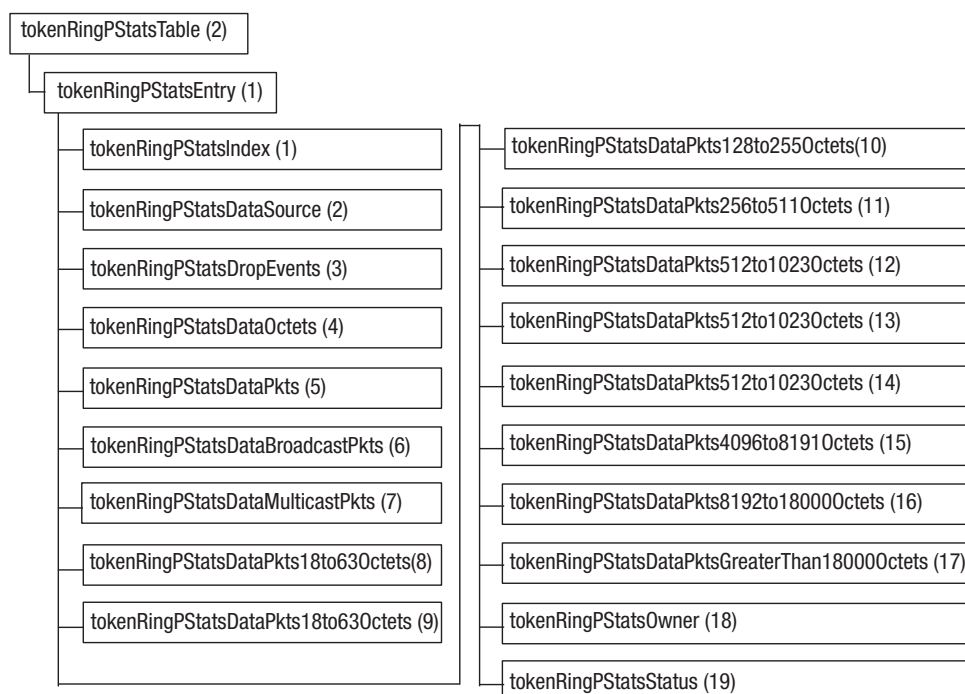 tokenRingPStatsTable (2)
tokenRingPStatsEntry (1)
tokenRingPStatsIndex (1)
tokenRingPStatsDataSource (2)
tokenRingPStatsDropEvents (3)
tokenRingPStatsDataOctets (4)
tokenRingPStatsDataPkts (5)
tokenRingPStatsDataBroadcastPkts (6)
tokenRingPStatsDataMulticastPkts (7)
tokenRingPStatsDataPkts18to63Octets(8)
tokenRingPStatsDataPkts18to63Octets (9)
tokenRingPStatsDataPkts128to255Octets(10)
tokenRingPStatsDataPkts256to511Octets (11)
tokenRingPStatsDataPkts512to1023Octets (12)
tokenRingPStatsDataPkts512to1023Octets (13)
tokenRingPStatsDataPkts512to1023Octets (14)
tokenRingPStatsDataPkts4096to8191Octets (15)
tokenRingPStatsDataPkts8192to18000Octets (16)
tokenRingPStatsDataPktsGreaterThan18000Octets (17)
tokenRingPStatsOwner (18)
tokenRingPStatsStatus (19)